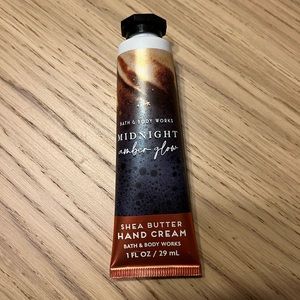 BATH & BODY WORKS
MIDNIGHT
amber glow
SHEA BUTTER
HAND CREAM
BATH & BODY WORKS
1 FL OZ / 29 mL